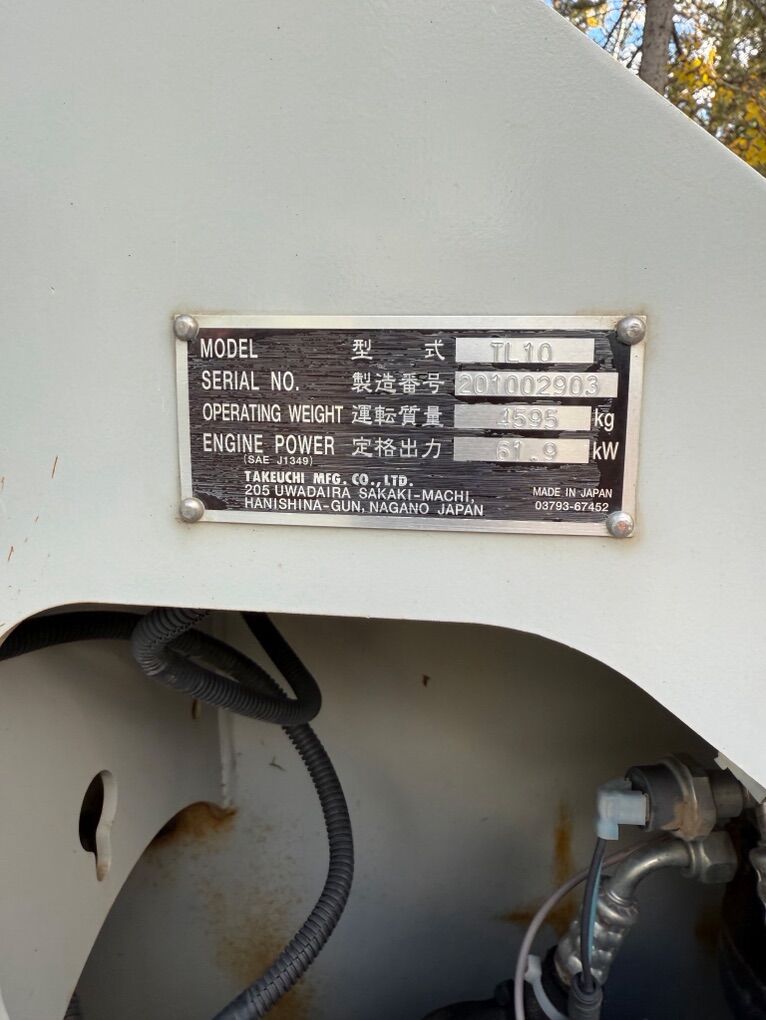 MODEL 型 式 TL10
SERIAL NO. 製造番号 201002903
OPERATING WEIGHT 運転質量 4595 kg
ENGINE POWER 定格出力 61.9 kW
(SAE J1349)
TAKEUCHI MFG. CO., LTD.
205 UWADAIRA SAKAKI-MACHI,
HANISHINA-GUN, NAGANO JAPAN
MADE IN JAPAN
03793-67452